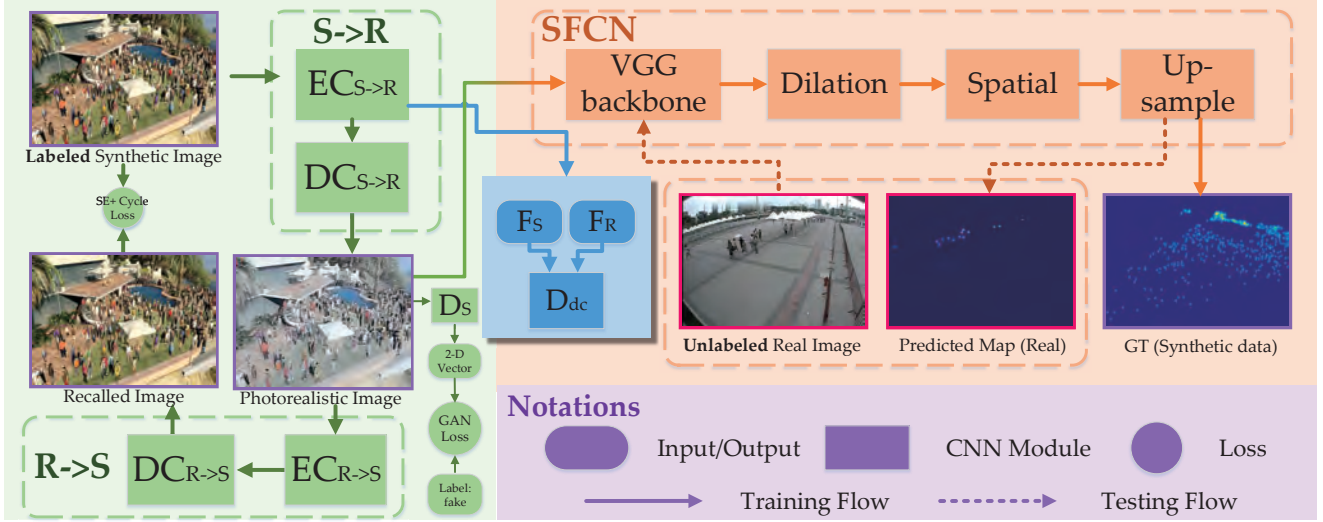 S->R
ECS->R
DCS->R
Labeled Synthetic Image
SE+ Cycle
Loss
Recalled Image
Photorealistic Image
DS
2-D
Vector
GAN
Loss
Label:
fake
R->S
DCR->S
ECR->S
FS
FR
Ddc
SFCN
VGG
backbone
Dilation
Spatial
Up-
sample
Unlabeled Real Image
Predicted Map (Real)
GT (Synthetic data)
Notations
Input/Output
CNN Module
Loss
Training Flow
Testing Flow